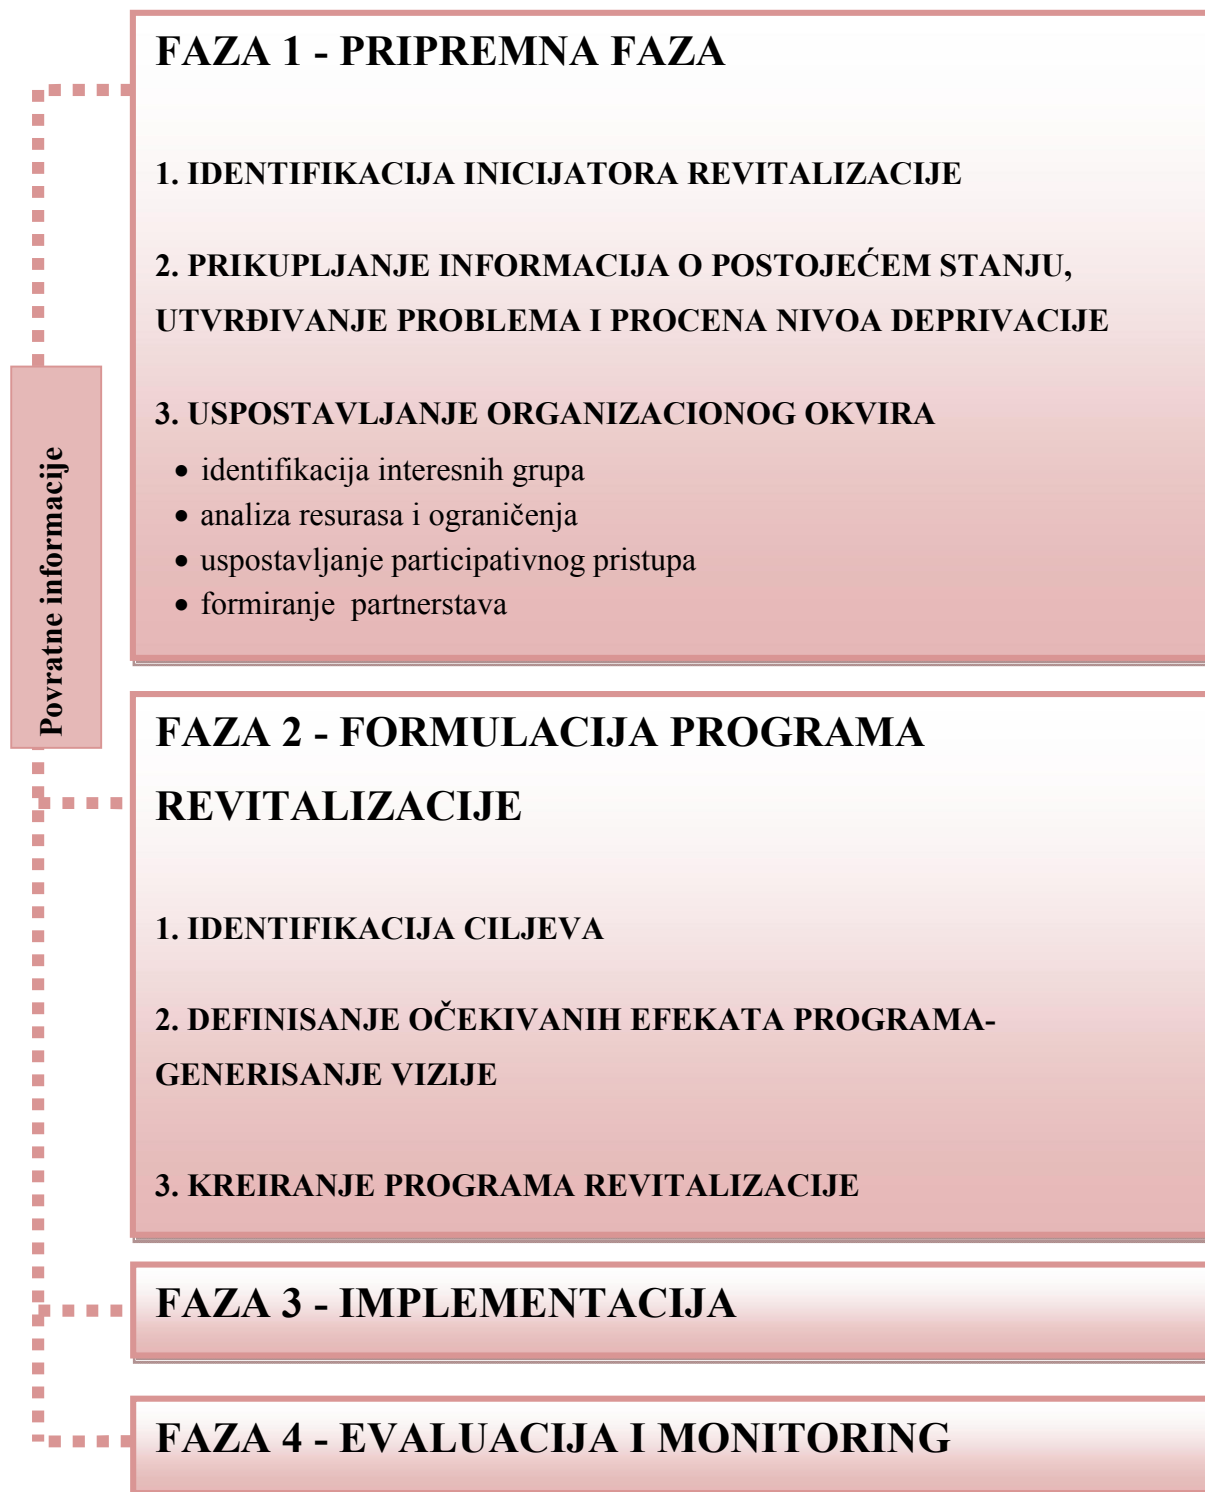 FAZA 1 - PRIPREMNA FAZA
1. IDENTIFIKACIJA INICIJATORA REVITALIZACIJE
2. PRIKUPLJANJE INFORMACIJA O POSTOJEĆEM STANJU,
UTVRĐIVANJE PROBLEMA I PROCENA NIVOA DEPRIVACIJE
3. USPOSTAVLJANJE ORGANIZACIONOG OKVIRA
• identifikacija interesnih grupa
• analiza resurasa i ograničenja
• uspostavljanje participativnog pristupa
• formiranje  partnerstava
Povratne informacije
FAZA 2 - FORMULACIJA PROGRAMA
REVITALIZACIJE
1. IDENTIFIKACIJA CILJEVA
2. DEFINISANJE OČEKIVANIH EFEKATA PROGRAMA-
GENERISANJE VIZIJE
3. KREIRANJE PROGRAMA REVITALIZACIJE
FAZA 3 - IMPLEMENTACIJA
FAZA 4 - EVALUACIJA I MONITORING